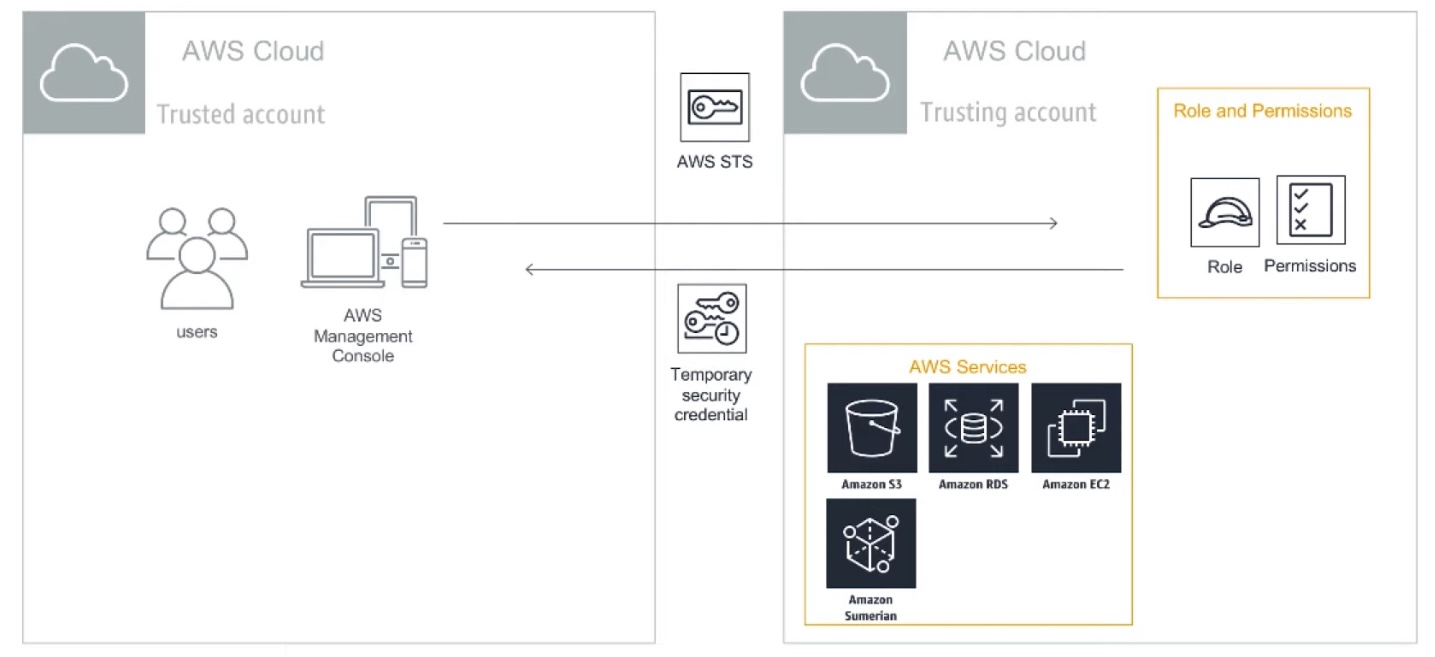 AWS Cloud
Trusted account
users
AWS
Management
Console
AWS STS
Temporary
security
credential
AWS Cloud
Trusting account
Role and Permissions
Role
Permissions
AWS Services
Amazon S3
Amazon RDS
Amazon EC2
Amazon
Sumerian